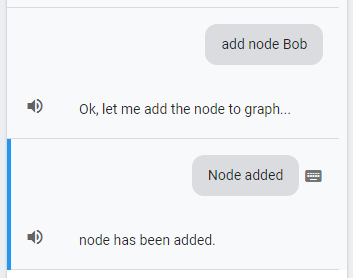 add node Bob
Ok, let me add the node to graph...
Node added
node has been added.